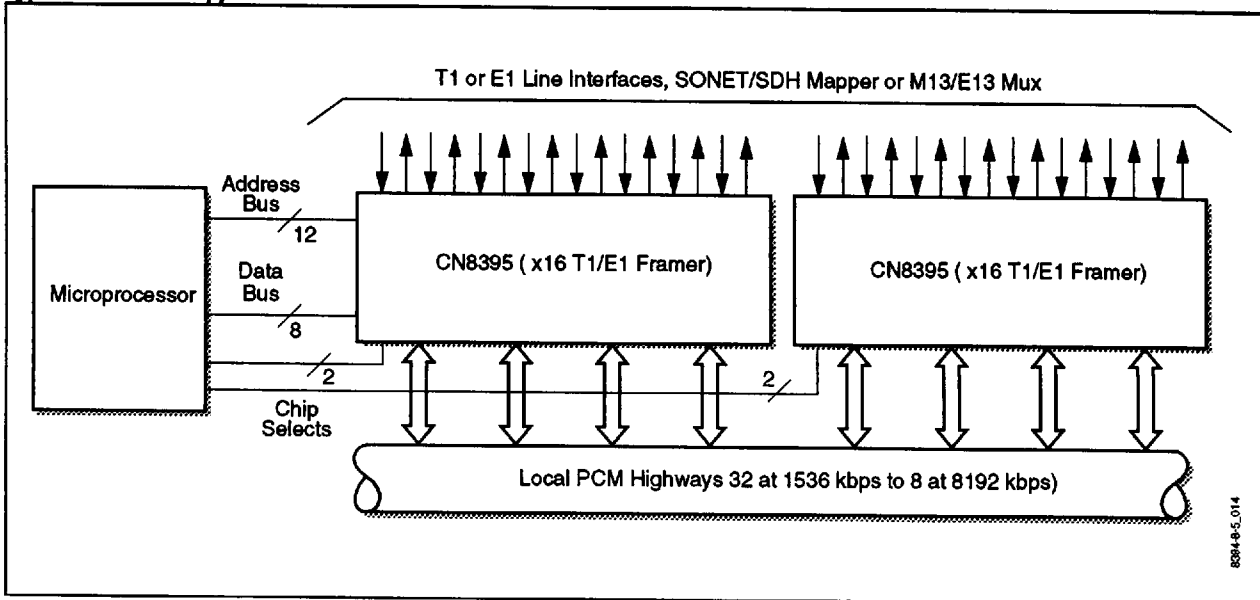 T1 or E1 Line Interfaces, SONET/SDH Mapper or M13/E13 Mux
Address
Bus
12
Microprocessor
Data
Bus
8
2
Chip
Selects
2
CN8395 ( x16 T1/E1 Framer)
CN8395 ( x16 T1/E1 Framer)
Local PCM Highways 32 at 1536 kbps to 8 at 8192 kbps)
8394-8-5_014